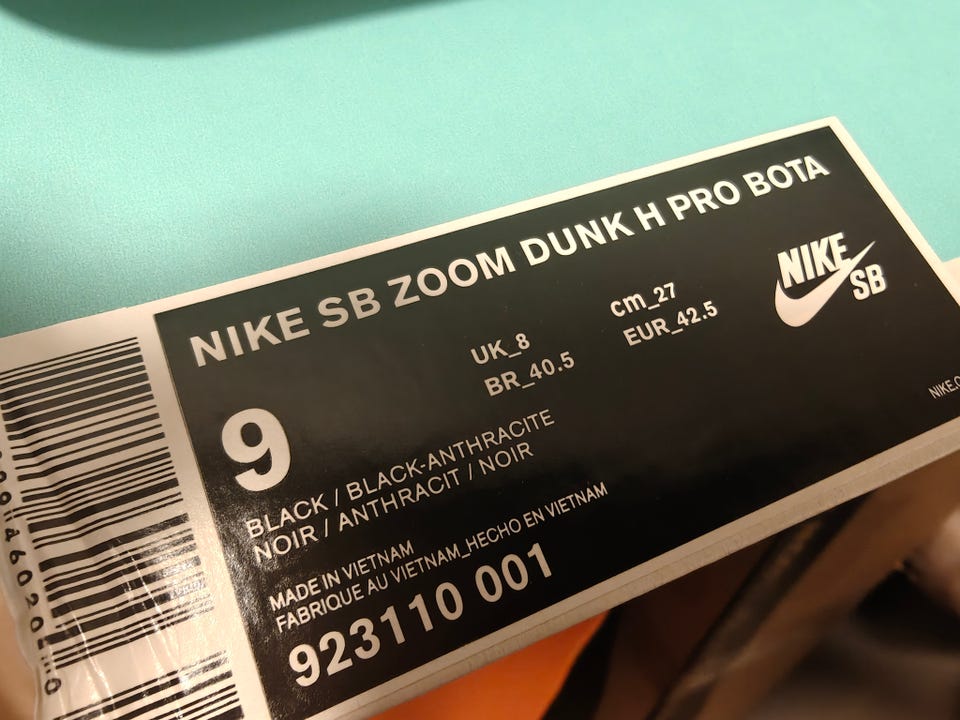 NIKE SB ZOOM DUNK H PRO BOTA
9
UK_8
cm_27
BR_40.5
EUR_42.5
NIKE
SB
BLACK / BLACK-ANTHRACITE
NOIR / ANTHRACIT / NOIR
MADE IN VIETNAM
FABRIQUE AU VIETNAM_HECHO EN VIETNAM
923110 001